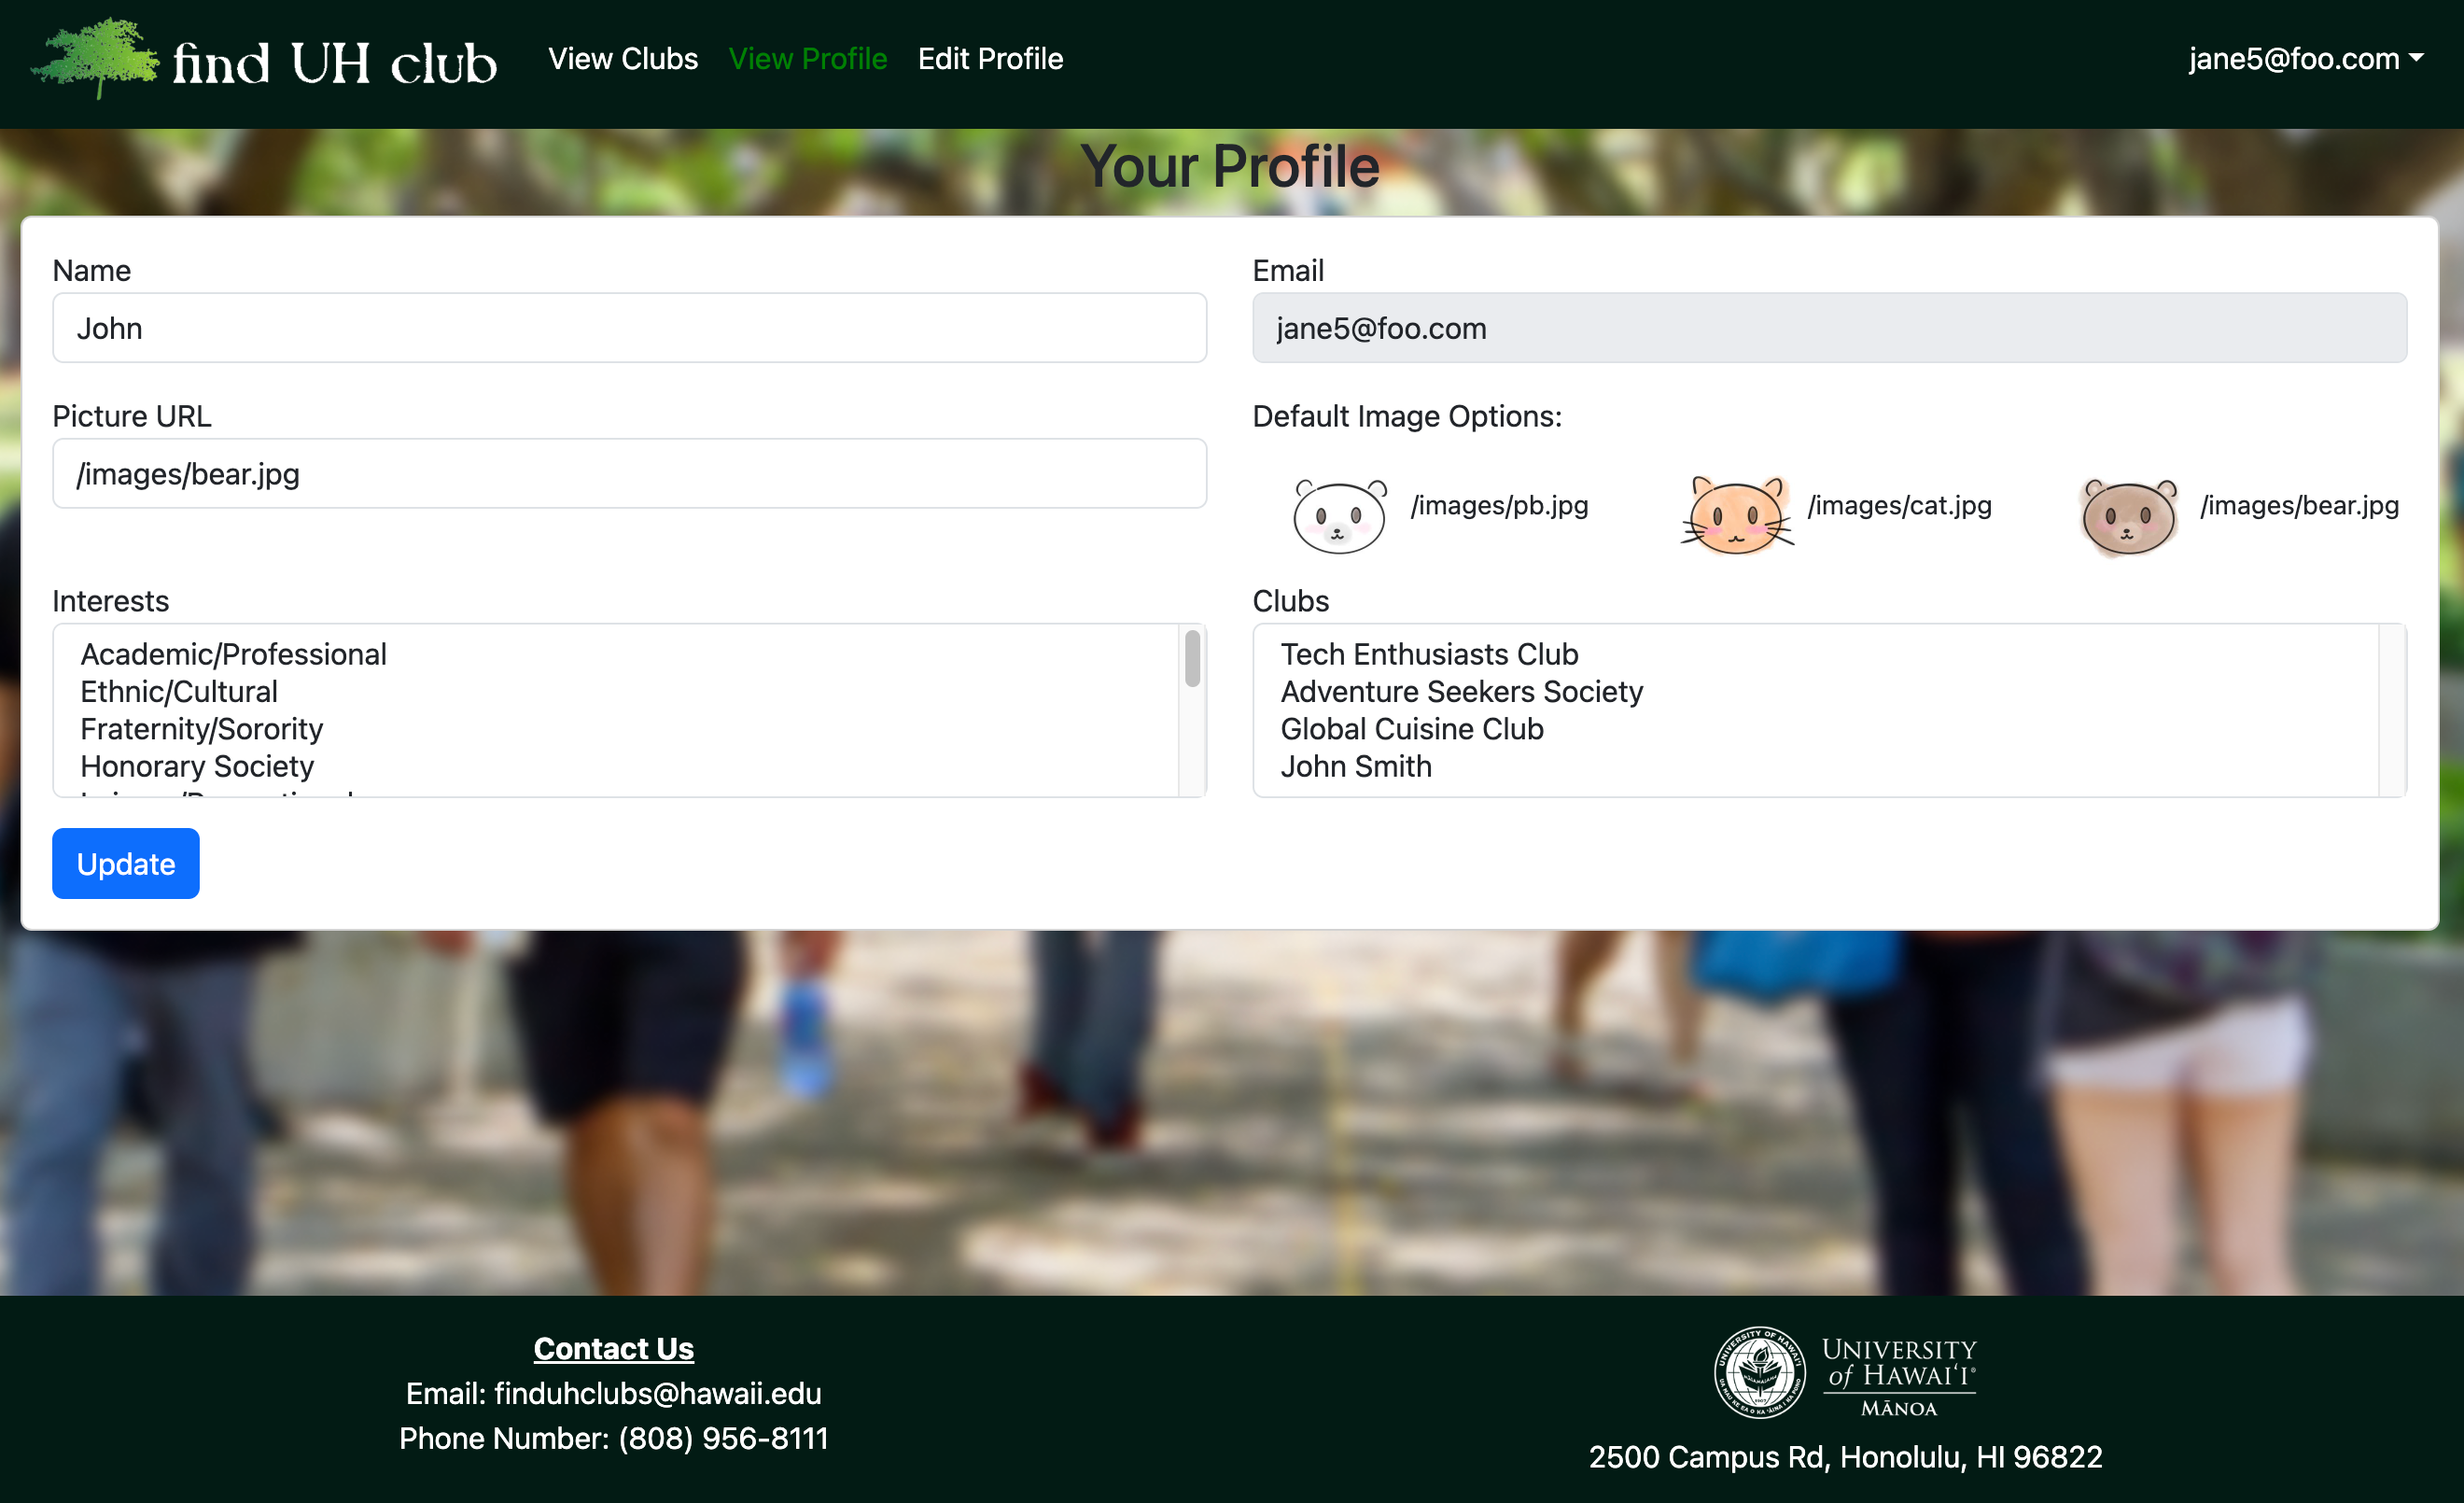 find UH club
View Clubs
View Profile
Edit Profile
jane5@foo.com
Your Profile
Name
John
Email
jane5@foo.com
Picture URL
/images/bear.jpg
Default Image Options:
/images/pb.jpg
/images/cat.jpg
/images/bear.jpg
Interests
Academic/Professional
Ethnic/Cultural
Fraternity/Sorority
Honorary Society
Clubs
Tech Enthusiasts Club
Adventure Seekers Society
Global Cuisine Club
John Smith
Update
Contact Us
Email: finduhclubs@hawaii.edu
Phone Number: (808) 956-8111
UNIVERSITY
of HAWAIʻI®
MĀNOA
2500 Campus Rd, Honolulu, HI 96822